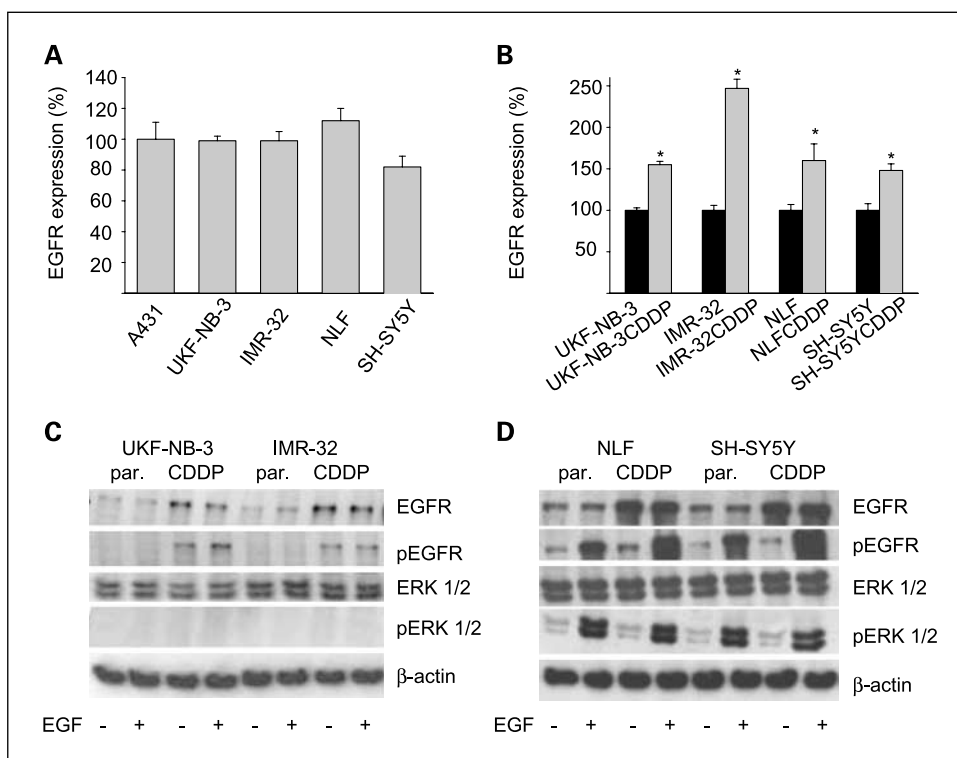 A
EGFR expression (%)
140
120
100
80
60
40
20
A431
UKF-NB-3
IMR-32
NLF
SH-SY5Y
B
EGFR expression (%)
250
200
150
100
50
*
*
*
*
UKF-NB-3
UKF-NB-3CDDP
IMR-32
IMR-32CDDP
NLF
NLFCDDP
SH-SY5Y
SH-SY5YCDDP
C
UKF-NB-3 IMR-32
par. CDDP par. CDDP
EGFR
pEGFR
ERK 1/2
pERK 1/2
β-actin
EGF - + - + - + - +
D
NLF SH-SY5Y
par. CDDP par. CDDP
EGFR
pEGFR
ERK 1/2
pERK 1/2
β-actin
EGF - + - + - + - +